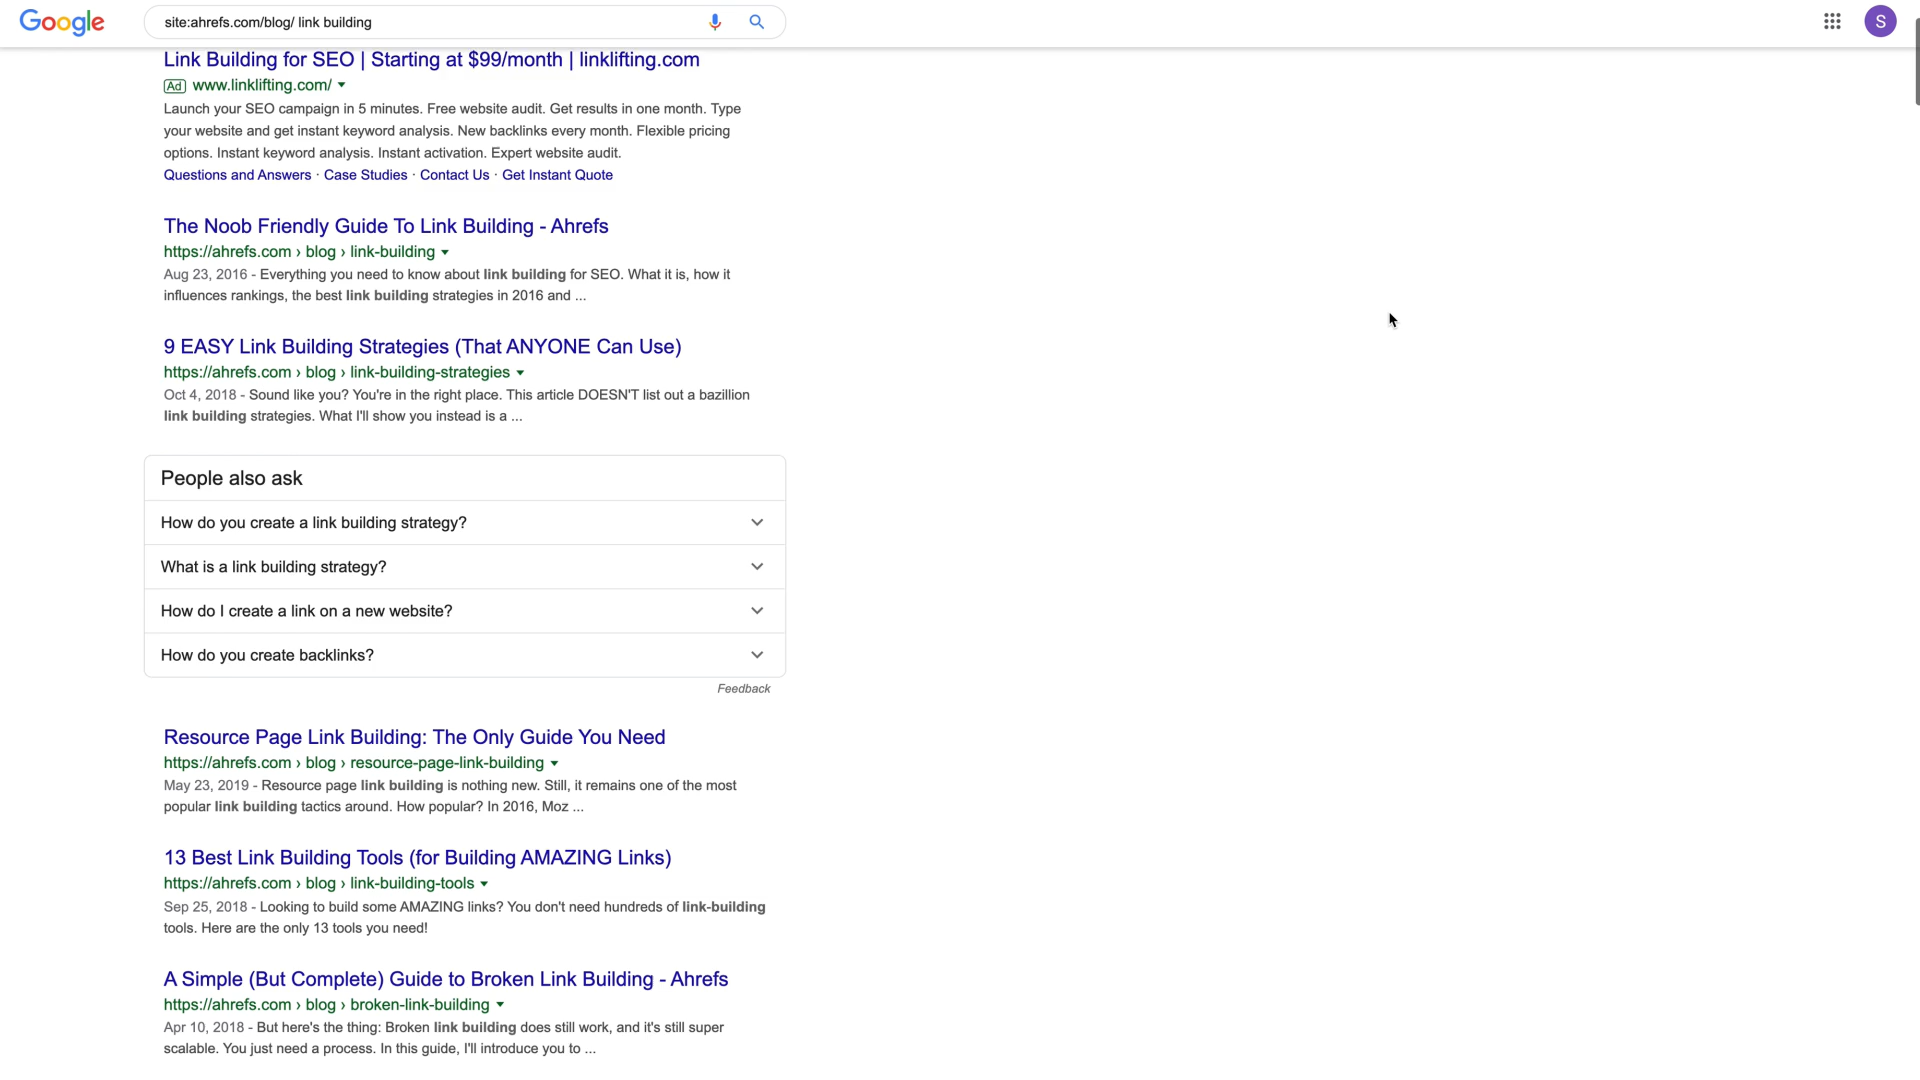 Google
site:ahrefs.com/blog/ link building
S
Link Building for SEO | Starting at $99/month | linklifting.com
Ad www.linklifting.com/
Launch your SEO campaign in 5 minutes. Free website audit. Get results in one month. Type
your website and get instant keyword analysis. New backlinks every month. Flexible pricing
options. Instant keyword analysis. Instant activation. Expert website audit.
Questions and Answers · Case Studies · Contact Us · Get Instant Quote
The Noob Friendly Guide To Link Building - Ahrefs
https://ahrefs.com › blog › link-building
Aug 23, 2016 - Everything you need to know about link building for SEO. What it is, how it
influences rankings, the best link building strategies in 2016 and ...
9 EASY Link Building Strategies (That ANYONE Can Use)
https://ahrefs.com › blog › link-building-strategies
Oct 4, 2018 - Sound like you? You're in the right place. This article DOESN'T list out a bazillion
link building strategies. What I'll show you instead is a ...
People also ask
How do you create a link building strategy?
What is a link building strategy?
How do I create a link on a new website?
How do you create backlinks?
Feedback
Resource Page Link Building: The Only Guide You Need
https://ahrefs.com › blog › resource-page-link-building
May 23, 2019 - Resource page link building is nothing new. Still, it remains one of the most
popular link building tactics around. How popular? In 2016, Moz ...
13 Best Link Building Tools (for Building AMAZING Links)
https://ahrefs.com › blog › link-building-tools
Sep 25, 2018 - Looking to build some AMAZING links? You don't need hundreds of link-building
tools. Here are the only 13 tools you need!
A Simple (But Complete) Guide to Broken Link Building - Ahrefs
https://ahrefs.com › blog › broken-link-building
Apr 10, 2018 - But here's the thing: Broken link building does still work, and it's still super
scalable. You just need a process. In this guide, I'll introduce you to ...